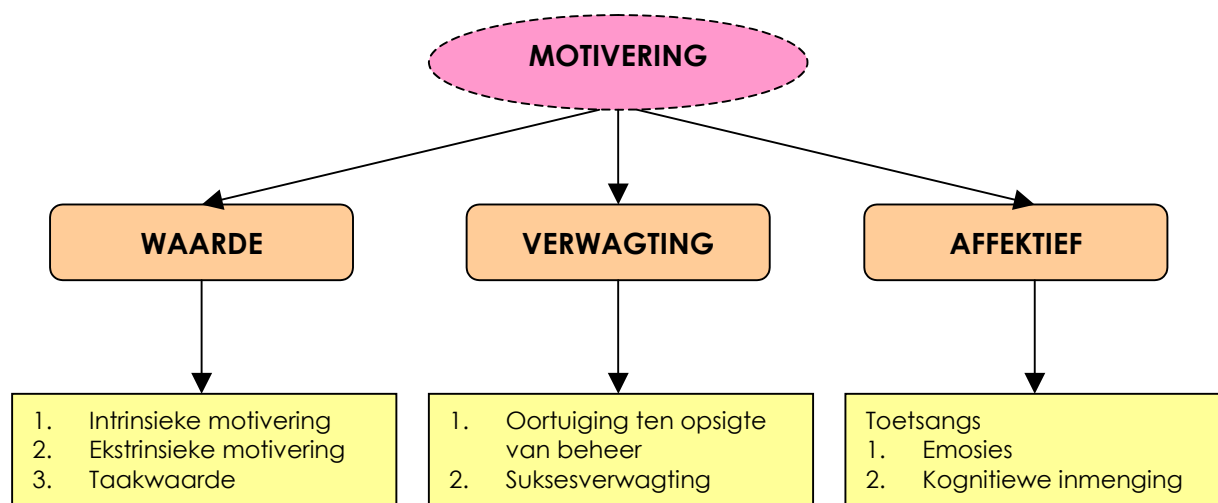 MOTIVERING
WAARDE
VERWAGTING
AFFEKTIEF
1. Intrinsieke motivering
2. Ekstrinsieke motivering
3. Taakwaarde
1. Oortuiging ten opsigte
van beheer
2. Suksesverwagting
Toetsangs
1. Emosies
2. Kognitiewe inmenging